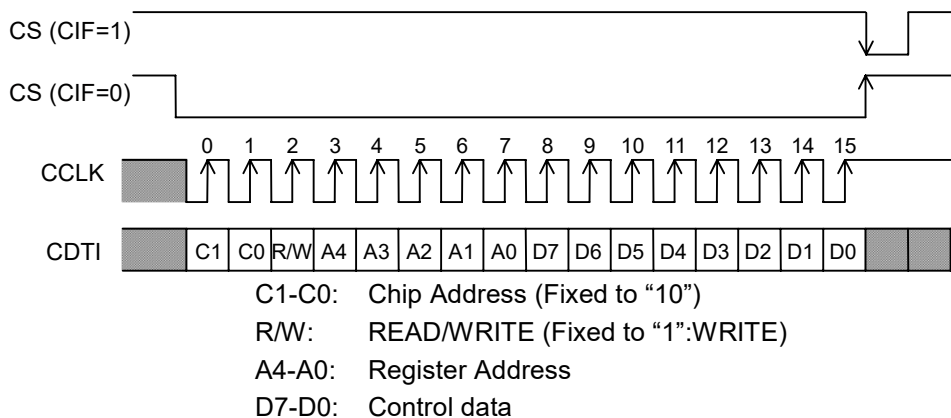 CS (CIF=1)
CS (CIF=0)
0 1 2 3 4 5 6 7 8 9 10 11 12 13 14 15
CCLK
CDTI C1 C0 R/W A4 A3 A2 A1 A0 D7 D6 D5 D4 D3 D2 D1 D0
C1-C0: Chip Address (Fixed to “10”)
R/W: READ/WRITE (Fixed to “1”:WRITE)
A4-A0: Register Address
D7-D0: Control data